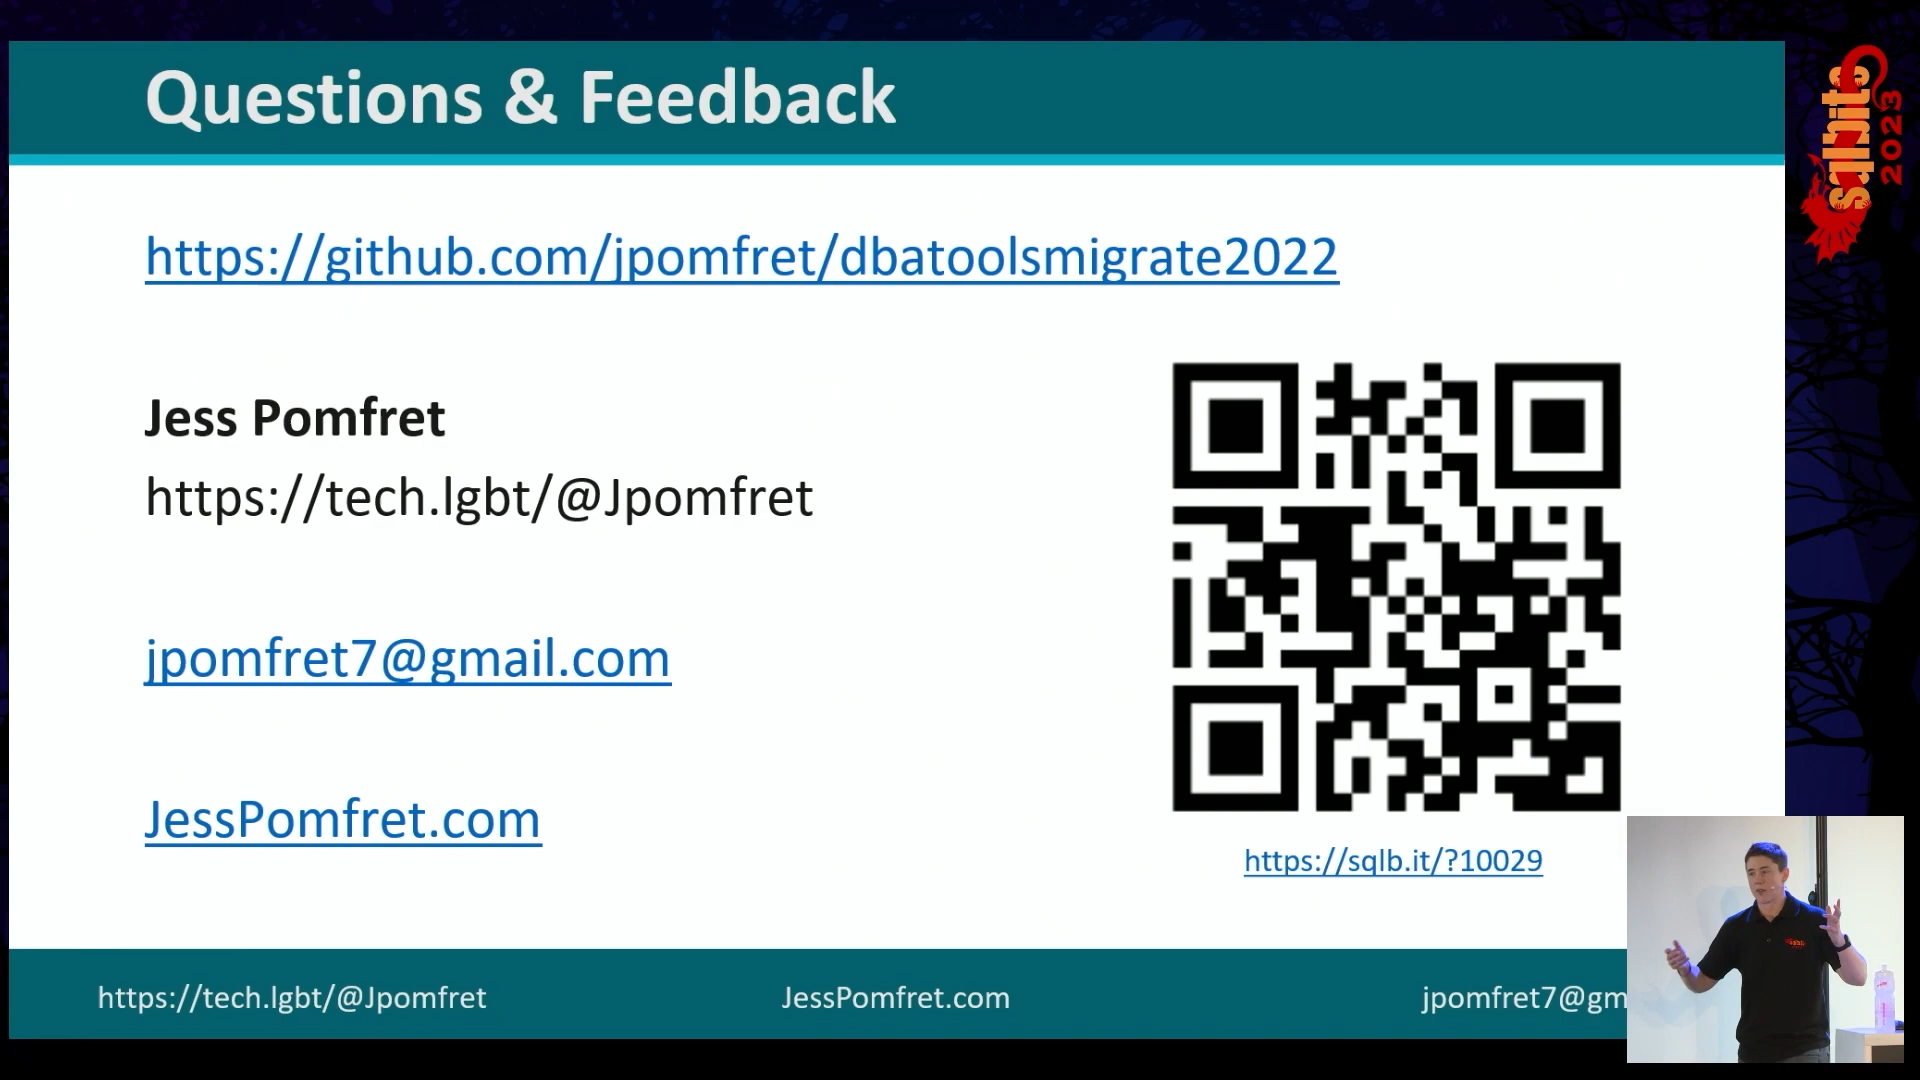 Questions & Feedback
https://github.com/jpomfret/dbatoolsmigrate2022
Jess Pomfret
https://tech.lgbt/@Jpomfret
jpomfret7@gmail.com
JessPomfret.com
https://sqlb.it/?10029
https://tech.lgbt/@Jpomfret
JessPomfret.com
jpomfret7@gm
sqlbits
2023